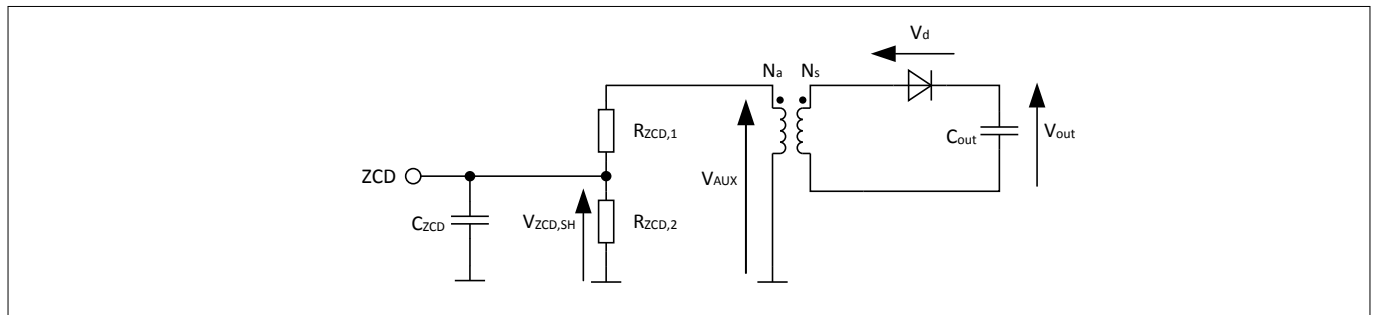 Vd
Na Ns
RZCD,1
Cout
Vout
ZCD
VAUX
CZCD
VZCD,SH
RZCD,2